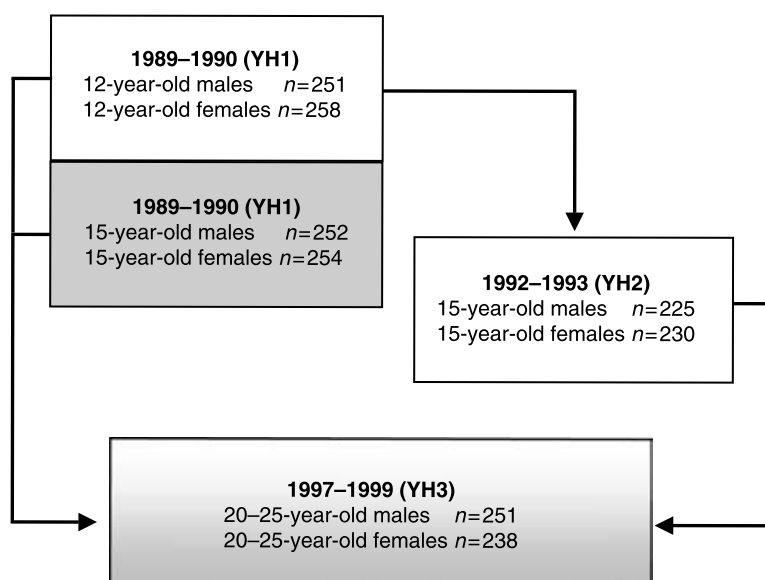 1989–1990 (YH1)
12-year-old males n=251
12-year-old females n=258
1989–1990 (YH1)
15-year-old males n=252
15-year-old females n=254
1992–1993 (YH2)
15-year-old males n=225
15-year-old females n=230
1997–1999 (YH3)
20–25-year-old males n=251
20–25-year-old females n=238